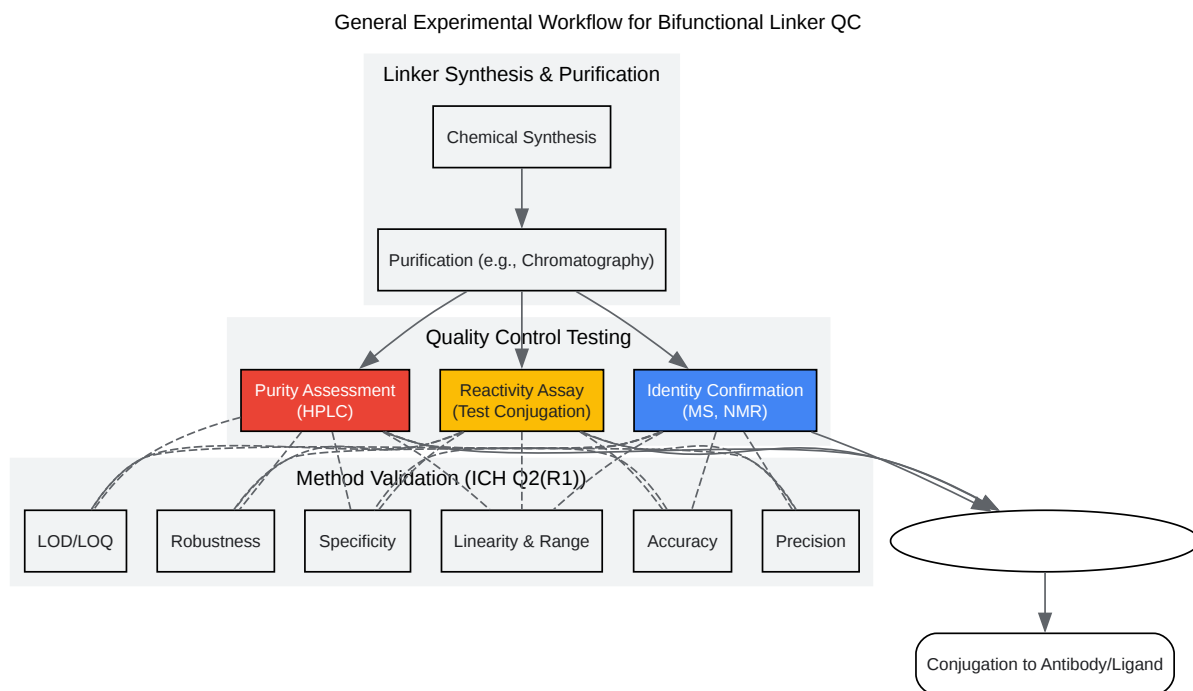 General Experimental Workflow for Bifunctional Linker QC
Linker Synthesis & Purification
Chemical Synthesis
Purification (e.g., Chromatography)
Quality Control Testing
Purity Assessment
(HPLC)
Reactivity Assay
(Test Conjugation)
Identity Confirmation
(MS, NMR)
Method Validation (ICH Q2(R1))
LOD/LOQ
Robustness
Specificity
Linearity & Range
Accuracy
Precision
Conjugation to Antibody/Ligand